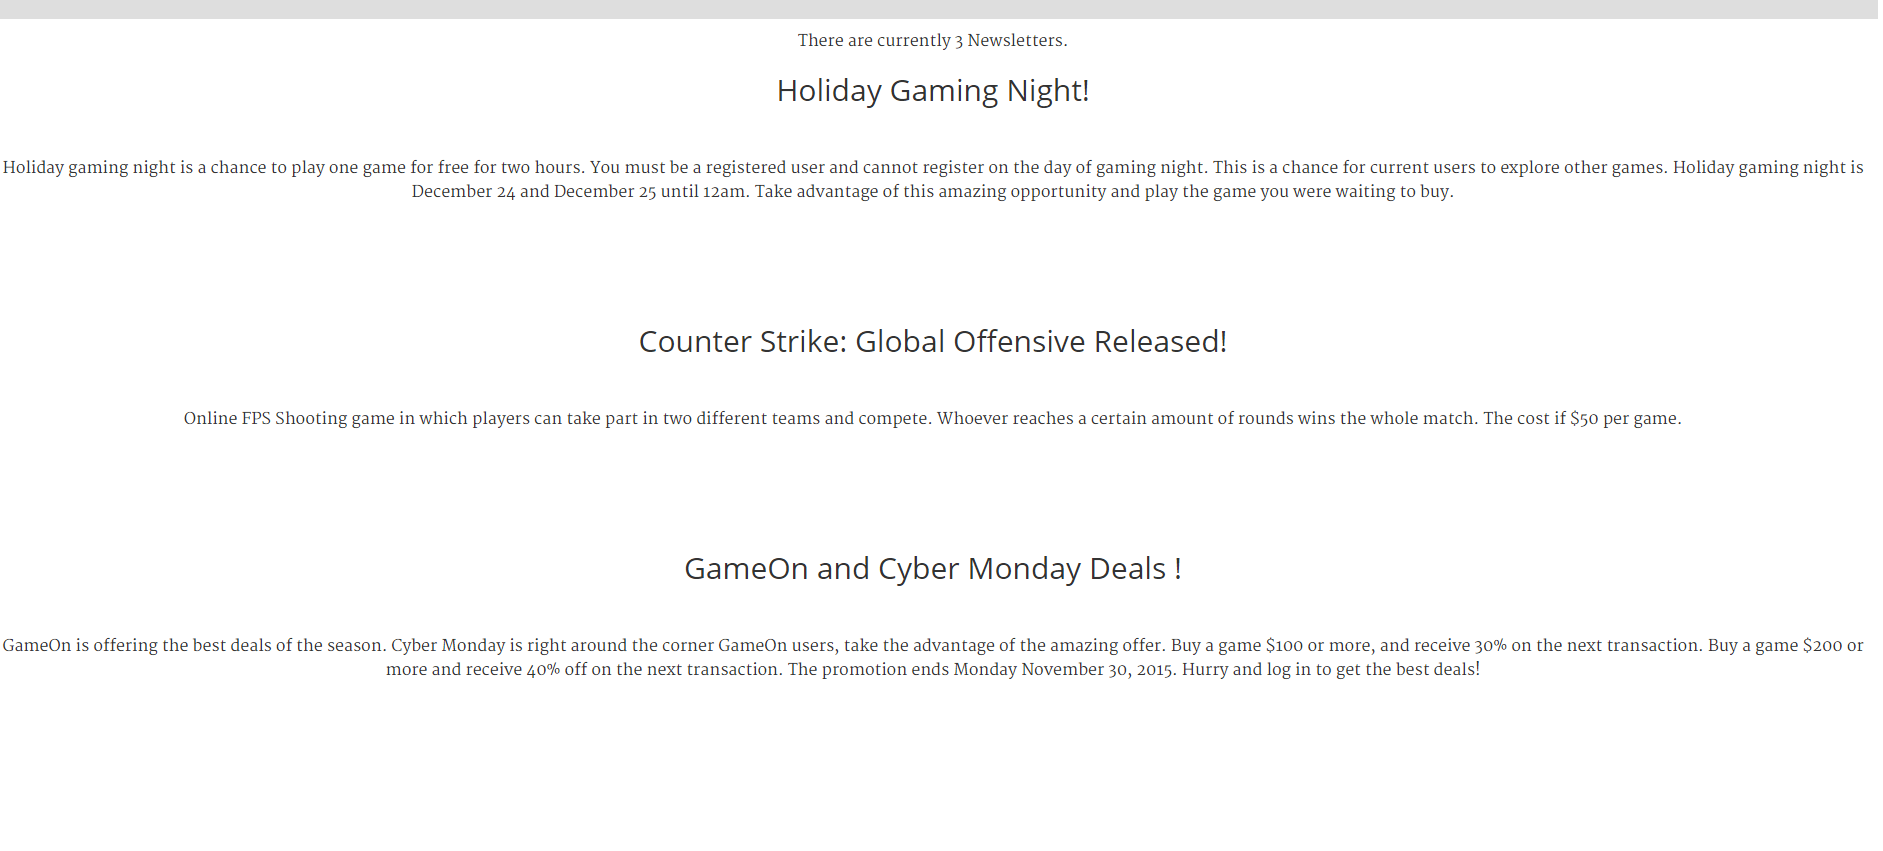 There are currently 3 Newsletters.
Holiday Gaming Night!
Holiday gaming night is a chance to play one game for free for two hours. You must be a registered user and cannot register on the day of gaming night. This is a chance for current users to explore other games. Holiday gaming night is
December 24 and December 25 until 12am. Take advantage of this amazing opportunity and play the game you were waiting to buy.
Counter Strike: Global Offensive Released!
Online FPS Shooting game in which players can take part in two different teams and compete. Whoever reaches a certain amount of rounds wins the whole match. The cost if $50 per game.
GameOn and Cyber Monday Deals !
GameOn is offering the best deals of the season. Cyber Monday is right around the corner GameOn users, take the advantage of the amazing offer. Buy a game $100 or more, and receive 30% on the next transaction. Buy a game $200 or
more and receive 40% off on the next transaction. The promotion ends Monday November 30, 2015. Hurry and log in to get the best deals!